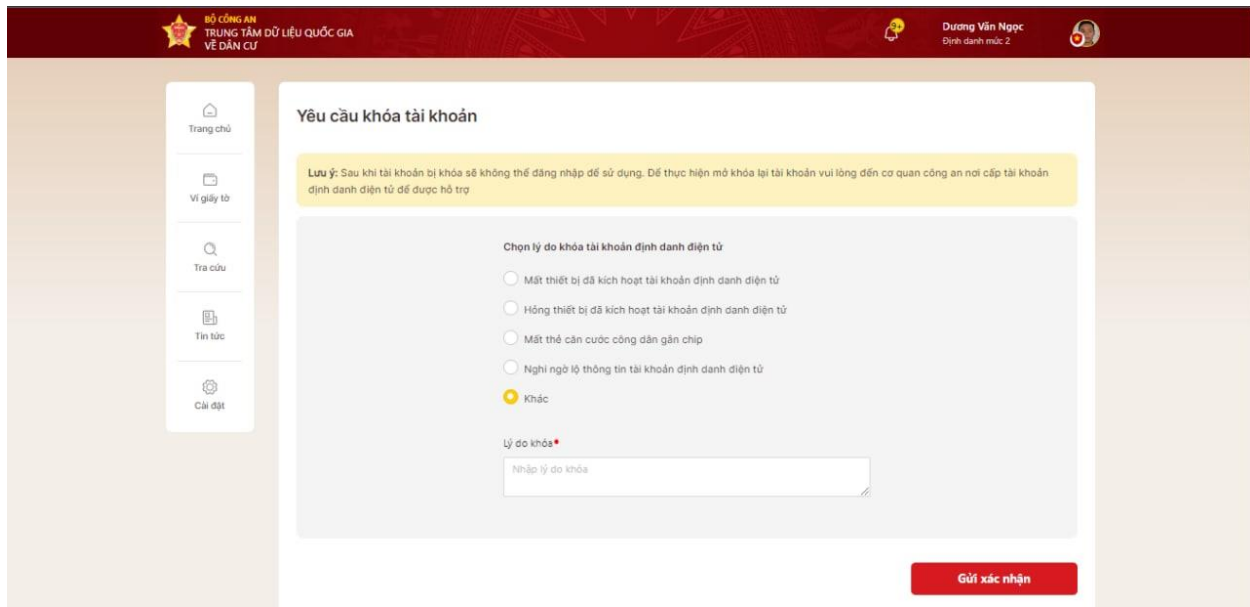 BỘ CÔNG AN
TRUNG TÂM DỮ LIỆU QUỐC GIA
VỀ DÂN CƯ
9+
Dương Văn Ngọc
Định danh mức 2
Trang chủ
Ví giấy tờ
Tra cứu
Tin tức
Cài đặt
Yêu cầu khóa tài khoản
Lưu ý: Sau khi tài khoản bị khóa sẽ không thể đăng nhập để sử dụng. Để thực hiện mở khóa lại tài khoản vui lòng đến cơ quan công an nơi cấp tài khoản
định danh điện tử để được hỗ trợ
Chọn lý do khóa tài khoản định danh điện tử
Mất thiết bị đã kích hoạt tài khoản định danh điện tử
Hỏng thiết bị đã kích hoạt tài khoản định danh điện tử
Mất thẻ căn cước công dân gắn chip
Nghi ngờ lộ thông tin tài khoản định danh điện tử
Khác
Lý do khóa
Nhập lý do khóa
Gửi xác nhận